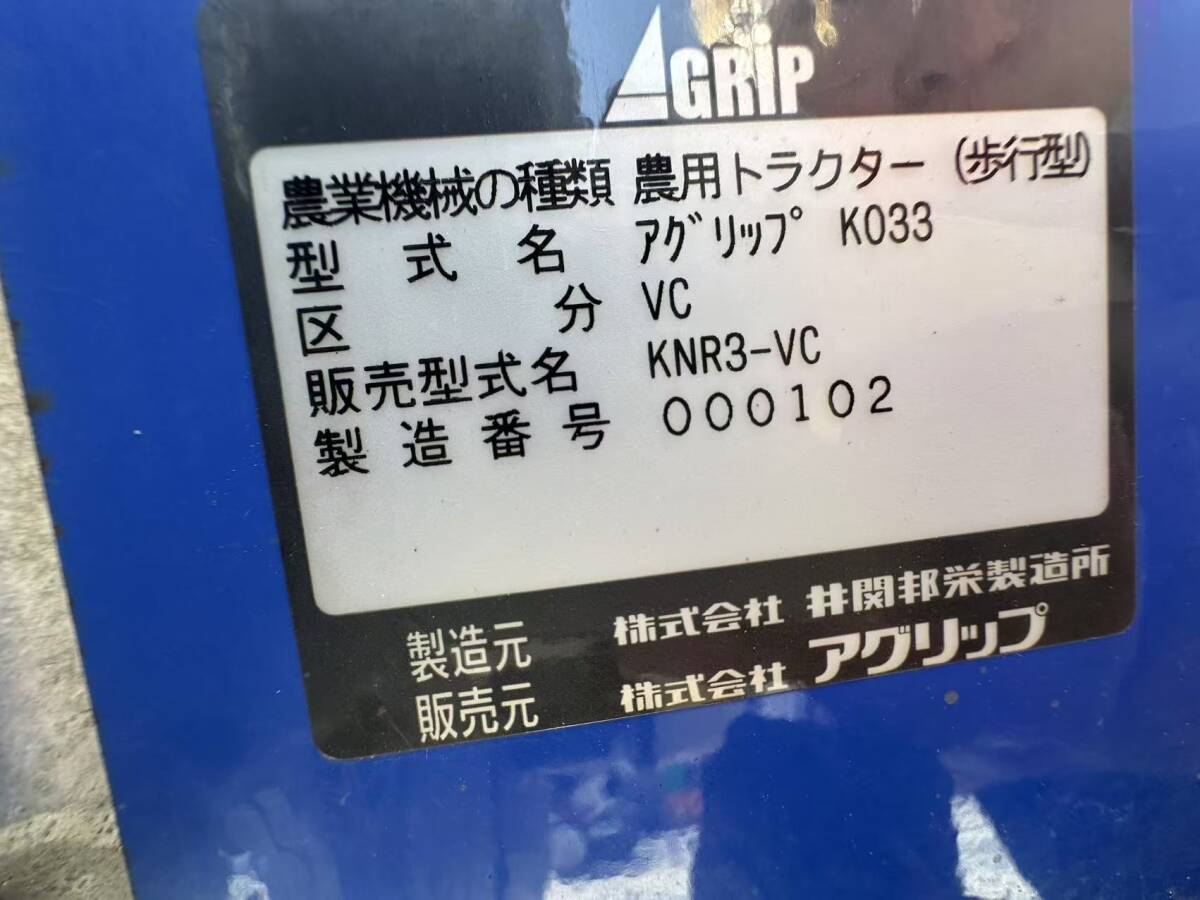 AGRIP
農業機械の種類 農用トラクター (歩行型)
型式名 アグリップ K033
区分 VC
販売型式名 KNR3-VC
製造番号 000102
製造元 株式会社 井関邦栄製造所
販売元 株式会社 アグリップ